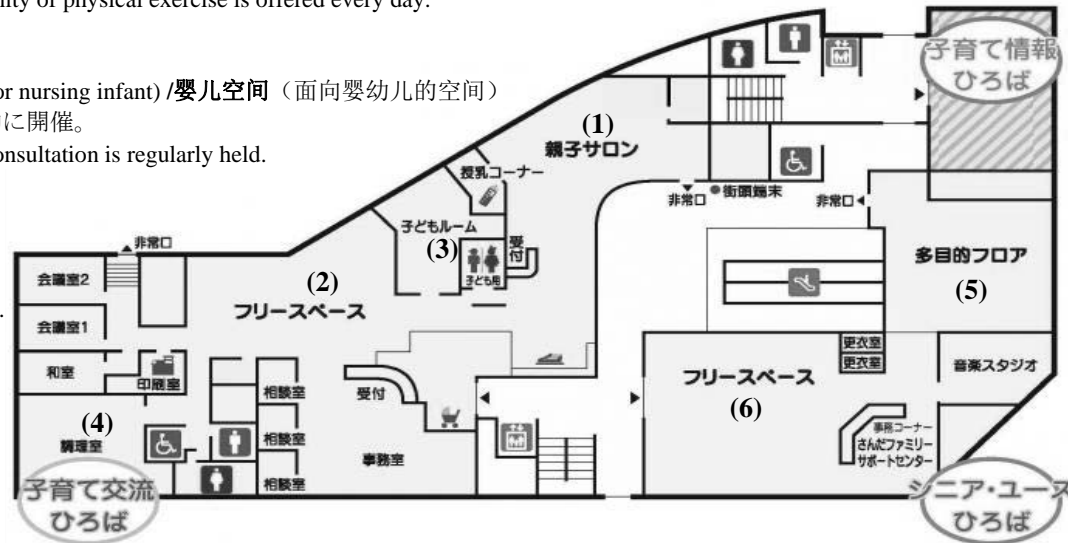 ity or physical exercise is offered every day.
or nursing infant) /婴儿空间（面向婴幼儿的空间）
に開催。
onsultation is regularly held.
子育て情報
ひろば
(1)
親子サロン
授乳コーナー
非常口
街頭端末
非常口
子どもルーム
(3)
受付
子ども用
非常口
会議室2
(2)
フリースペース
多目的フロア
(5)
会議室1
和室
印刷室
相談室
受付
更衣室
更衣室
フリースペース
(6)
音楽スタジオ
(4)
調理室
相談室
相談室
事務室
事務コーナー
さんだファミリー
サポートセンター
子育て交流
ひろば
シニア・ユース
ひろば